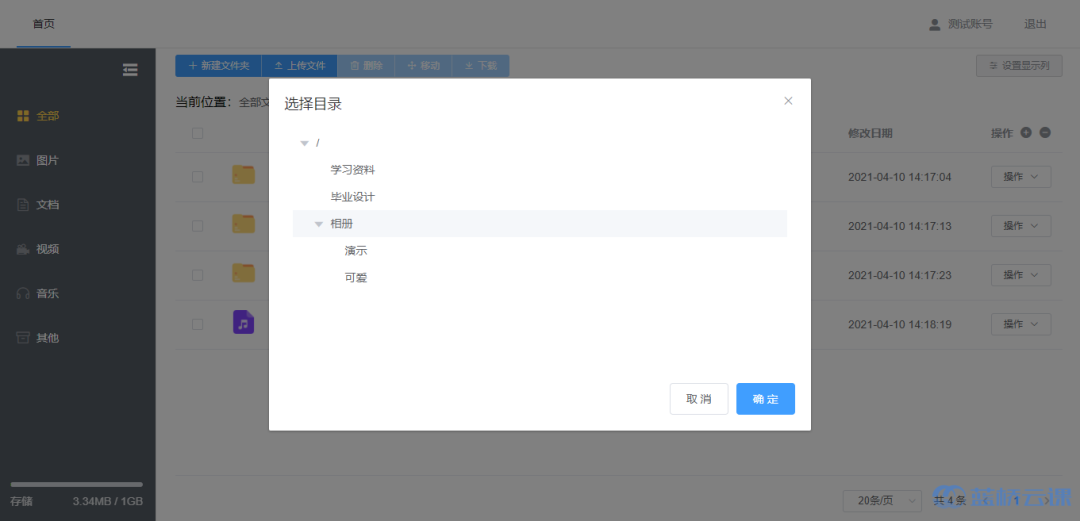 首页
测试账号 退出
新建文件夹 上传文件 删除 移动 下载 设置显示列
当前位置： 全部文
选择目录
/
学习资料
毕业设计
相册
演示
可爱
取 消 确 定
全部
图片
文档
视频
音乐
其他
修改日期 操作
2021-04-10 14:17:04 操作
2021-04-10 14:17:13 操作
2021-04-10 14:17:23 操作
2021-04-10 14:18:19 操作
存储 3.34MB / 1GB
20条/页 共 4 条 1
蓝桥云课